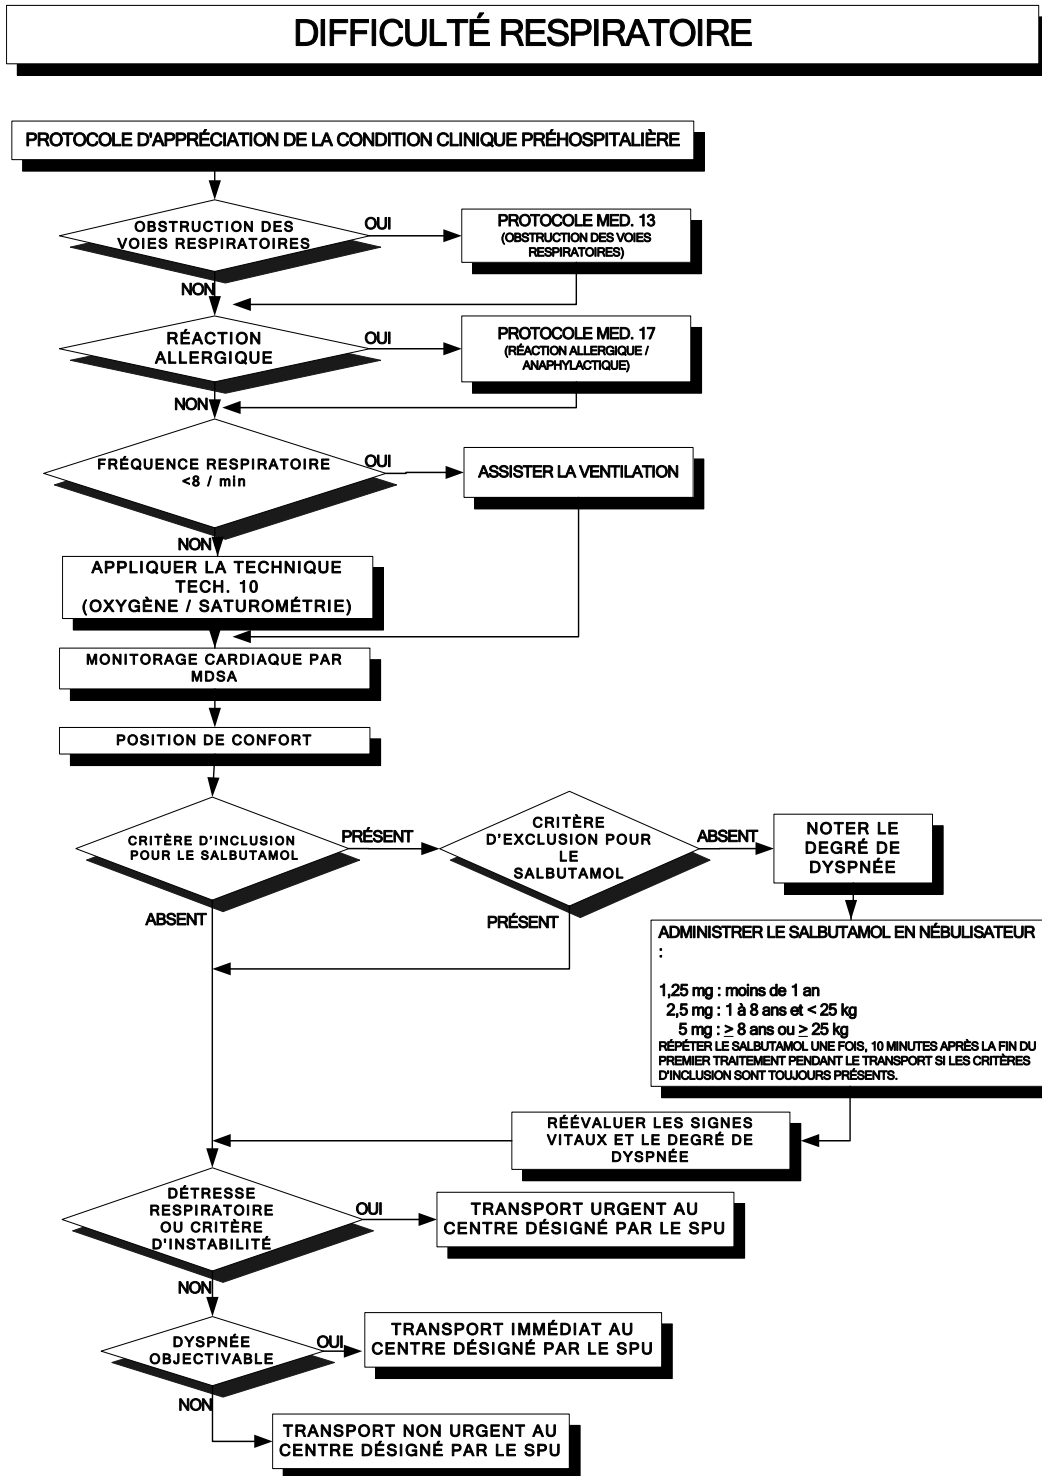 DIFFICULTÉ RESPIRATOIRE
PROTOCOLE D'APPRÉCIATION DE LA CONDITION CLINIQUE PRÉHOSPITALIÈRE
OBSTRUCTION DES
VOIES RESPIRATOIRES
OUI
PROTOCOLE MED. 13
(OBSTRUCTION DES VOIES
RESPIRATOIRES)
NON
RÉACTION
ALLERGIQUE
OUI
PROTOCOLE MED. 17
(RÉACTION ALLERGIQUE /
ANAPHYLACTIQUE)
NON
FRÉQUENCE RESPIRATOIRE
<8 / min
OUI
ASSISTER LA VENTILATION
NON
APPLIQUER LA TECHNIQUE
TECH. 10
(OXYGÈNE / SATUROMÉTRIE)
MONITORAGE CARDIAQUE PAR
MDSA
POSITION DE CONFORT
CRITÈRE D'INCLUSION
POUR LE SALBUTAMOL
PRÉSENT
CRITÈRE
D'EXCLUSION POUR
LE
SALBUTAMOL
ABSENT
NOTER LE
DEGRÉ DE
DYSPNÉE
ABSENT
PRÉSENT
ADMINISTRER LE SALBUTAMOL EN NÉBULISATEUR
:
1,25 mg : moins de 1 an
2,5 mg : 1 à 8 ans et < 25 kg
5 mg : ≥ 8 ans ou ≥ 25 kg
RÉPÉTER LE SALBUTAMOL UNE FOIS, 10 MINUTES APRÈS LA FIN DU
PREMIER TRAITEMENT PENDANT LE TRANSPORT SI LES CRITÈRES
D'INCLUSION SONT TOUJOURS PRÉSENTS.
RÉÉVALUER LES SIGNES
VITAUX ET LE DEGRÉ DE
DYSPNÉE
DÉTRESSE
RESPIRATOIRE
OU CRITÈRE
D'INSTABILITÉ
OUI
TRANSPORT URGENT AU
CENTRE DÉSIGNÉ PAR LE SPU
NON
DYSPNÉE
OBJECTIVABLE
OUI
TRANSPORT IMMÉDIAT AU
CENTRE DÉSIGNÉ PAR LE SPU
NON
TRANSPORT NON URGENT AU
CENTRE DÉSIGNÉ PAR LE SPU